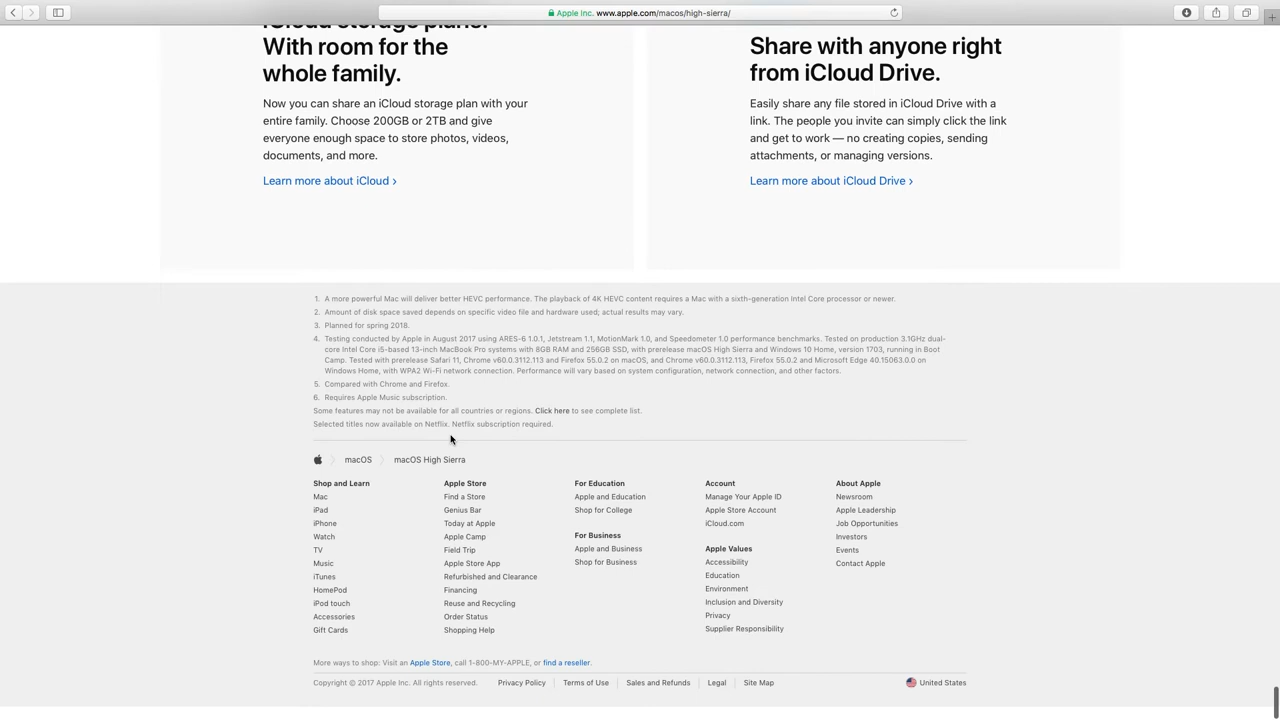 Apple Inc. www.apple.com/macos/high-sierra/
iCloud storage plans.
With room for the
whole family.
Now you can share an iCloud storage plan with your
entire family. Choose 200GB or 2TB and give
everyone enough space to store photos, videos,
documents, and more.
Learn more about iCloud ›
Share with anyone right
from iCloud Drive.
Easily share any file stored in iCloud Drive with a
link. The people you invite can simply click the link
and get to work — no creating copies, sending
attachments, or managing versions.
Learn more about iCloud Drive ›
1. A more powerful Mac will deliver better HEVC performance. The playback of 4K HEVC content requires a Mac with a sixth-generation Intel Core processor or newer.
2. Amount of disk space saved depends on specific video file and hardware used; actual results may vary.
3. Planned for spring 2018.
4. Testing conducted by Apple in August 2017 using ARES-6 1.0.1, Jetstream 1.1, MotionMark 1.0, and Speedometer 1.0 performance benchmarks. Tested on production 3.1GHz dual-
core Intel Core i5-based 13-inch MacBook Pro systems with 8GB RAM and 256GB SSD, with prerelease macOS High Sierra and Windows 10 Home, version 1703, running in Boot
Camp. Tested with prerelease Safari 11, Chrome v60.0.3112.113 and Firefox 55.0.2 on macOS, and Chrome v60.0.3112.113, Firefox 55.0.2 and Microsoft Edge 40.15063.0.0 on
Windows Home, with WPA2 Wi-Fi network connection. Performance will vary based on system configuration, network connection, and other factors.
5. Compared with Chrome and Firefox.
6. Requires Apple Music subscription.
Some features may not be available for all countries or regions. Click here to see complete list.
Selected titles now available on Netflix. Netflix subscription required.
macOS
macOS High Sierra
Shop and Learn
Mac
iPad
iPhone
Watch
TV
Music
iTunes
HomePod
iPod touch
Accessories
Gift Cards
Apple Store
Find a Store
Genius Bar
Today at Apple
Apple Camp
Field Trip
Apple Store App
Refurbished and Clearance
Financing
Reuse and Recycling
Order Status
Shopping Help
For Education
Apple and Education
Shop for College
For Business
Apple and Business
Shop for Business
Account
Manage Your Apple ID
Apple Store Account
iCloud.com
Apple Values
Accessibility
Education
Environment
Inclusion and Diversity
Privacy
Supplier Responsibility
About Apple
Newsroom
Apple Leadership
Job Opportunities
Investors
Events
Contact Apple
More ways to shop: Visit an Apple Store, call 1-800-MY-APPLE, or find a reseller.
Copyright © 2017 Apple Inc. All rights reserved.
Privacy Policy
Terms of Use
Sales and Refunds
Legal
Site Map
United States